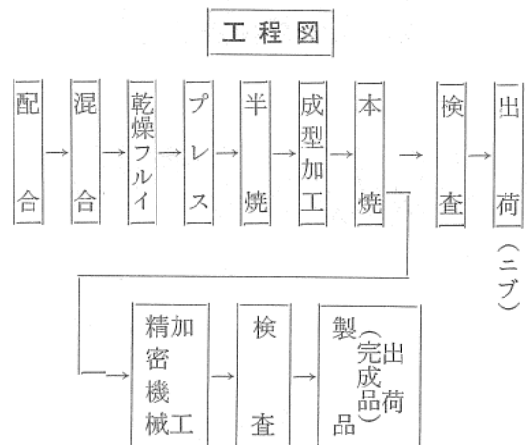 工程図
配合
混合
乾燥フルイ
プレス
半焼
成型加工
本焼
検査
出荷
(ニブ)
精密機械
加工
検査
製品
(完成品)
出荷